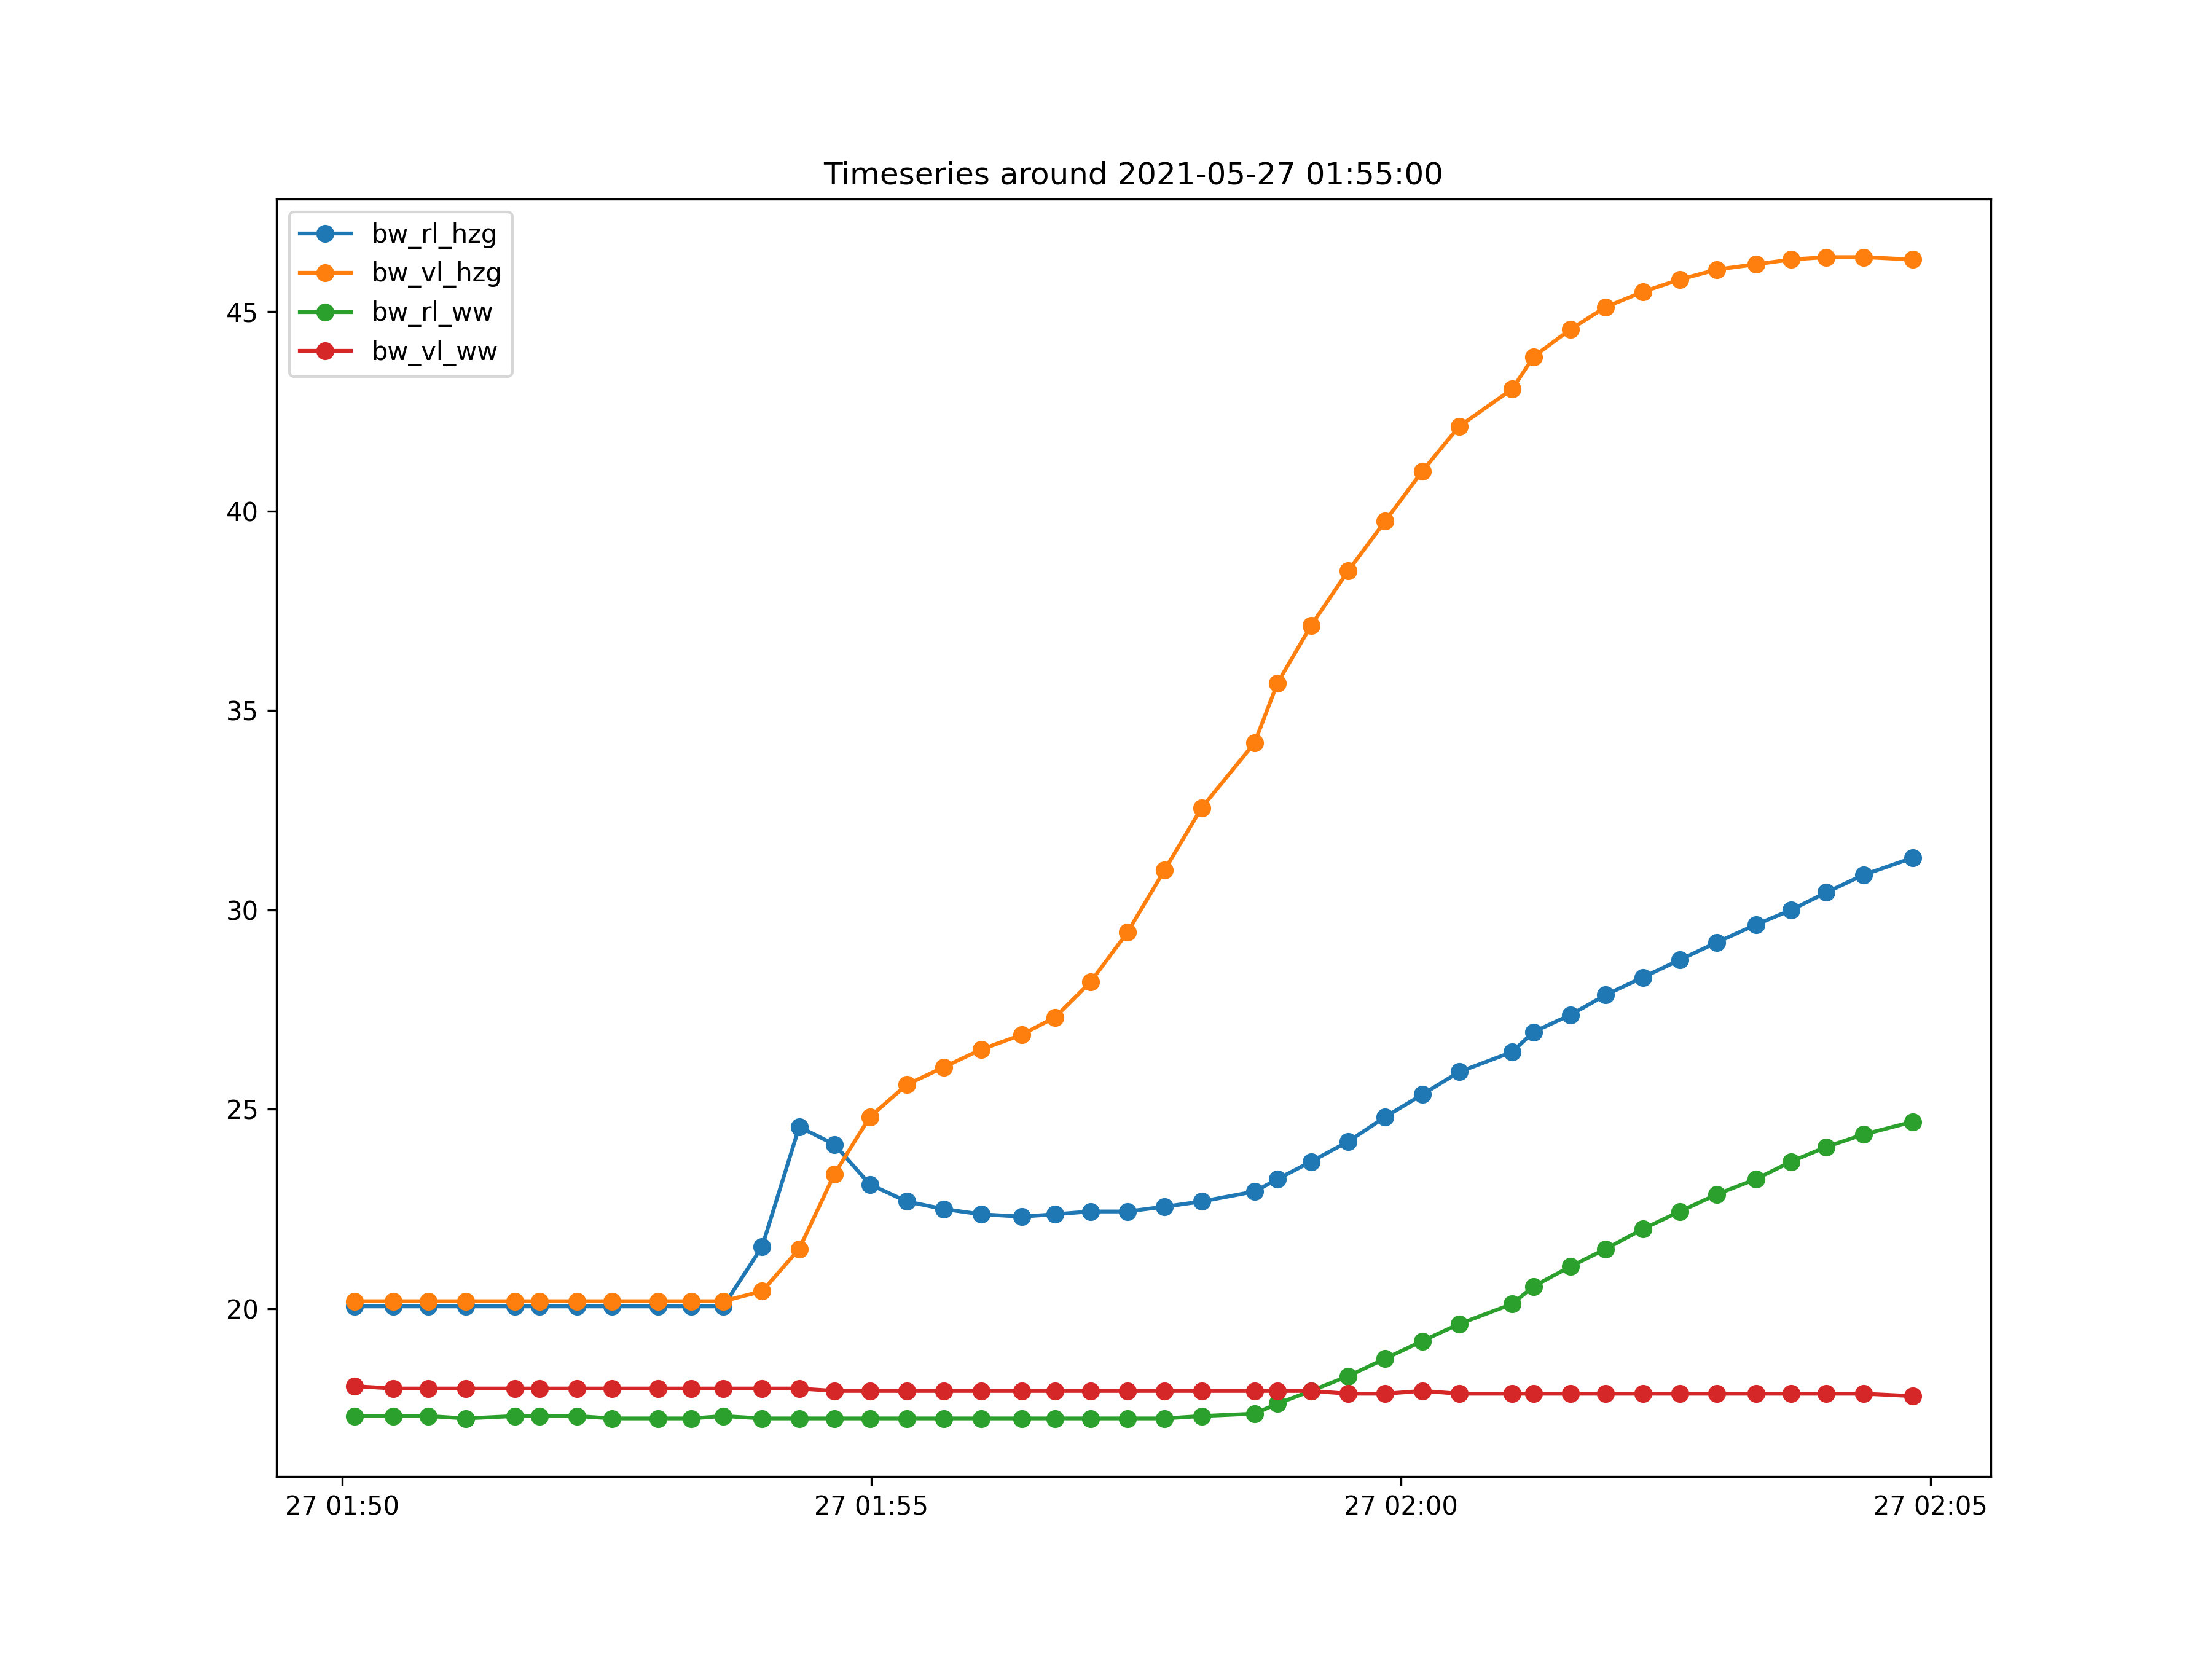 Timeseries around 2021-05-27 01:55:00
bw_rl_hzg
bw_vl_hzg
bw_rl_ww
bw_vl_ww
45
40
35
30
25
20
27 01:50
27 01:55
27 02:00
27 02:05